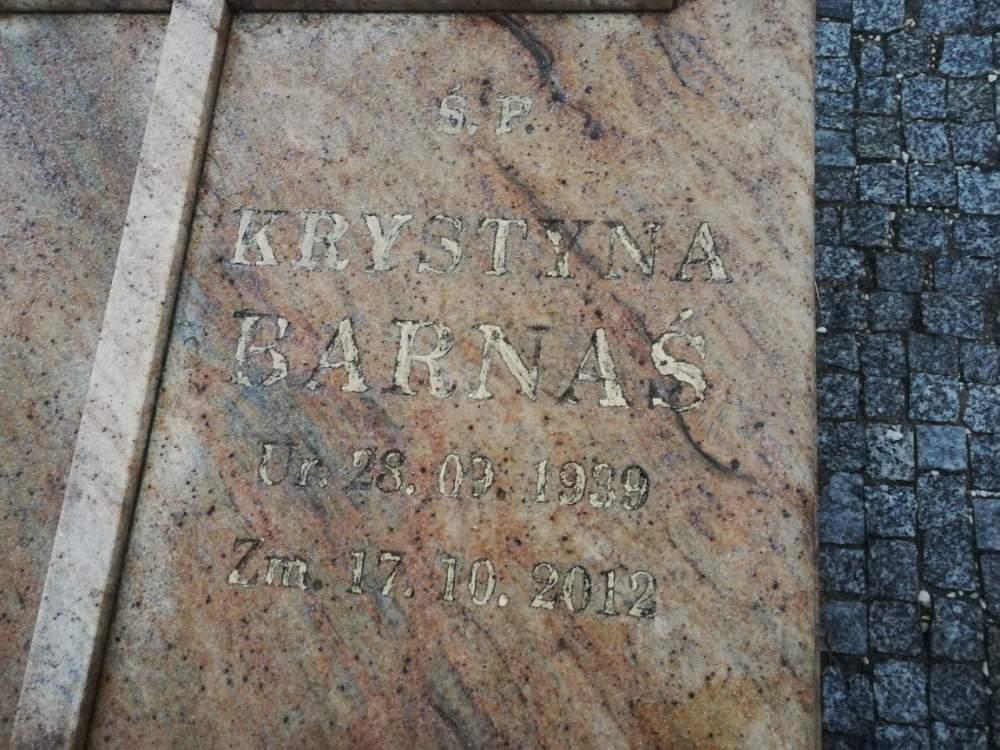 Ś. P.
KRYSTYNA
BARNAŚ
Ur. 28. 09. 1939
Zm. 17. 10. 2012